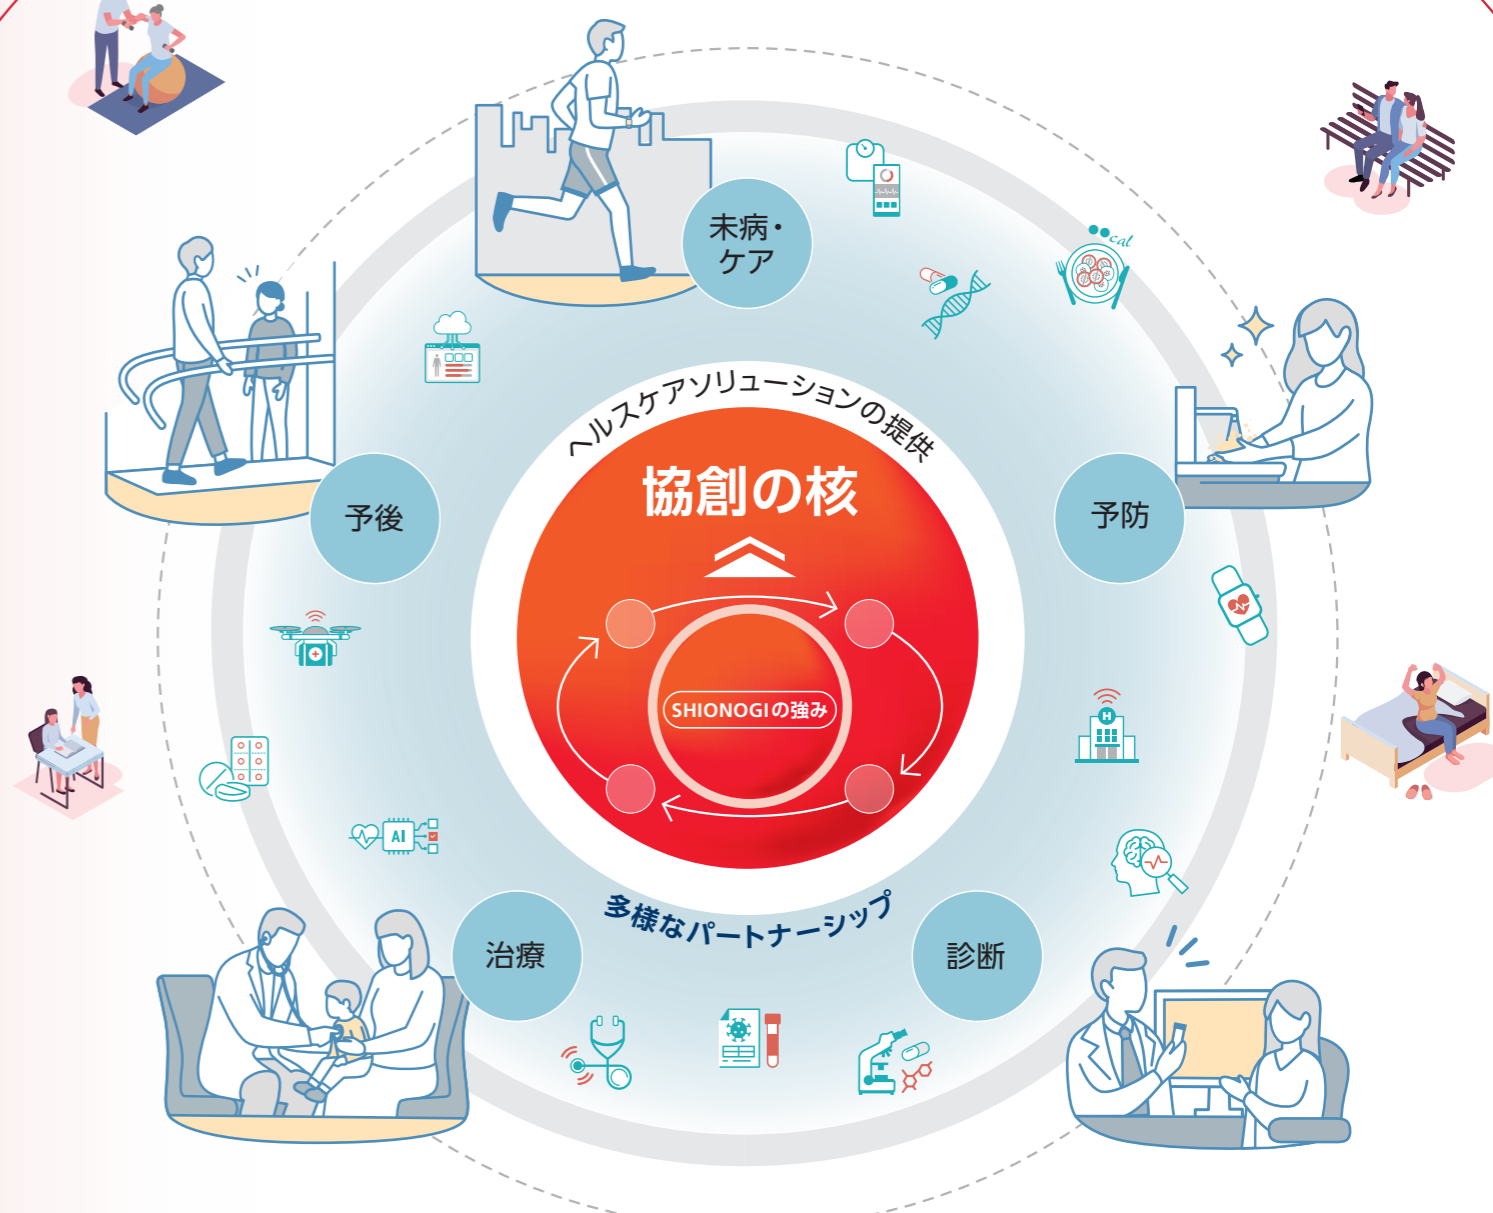 未病・
ケア
cal
ヘルスケアソリューションの提供
協創の核
予後
予防
SHIONOGIの強み
H
AI
多様なパートナーシップ
治療
診断